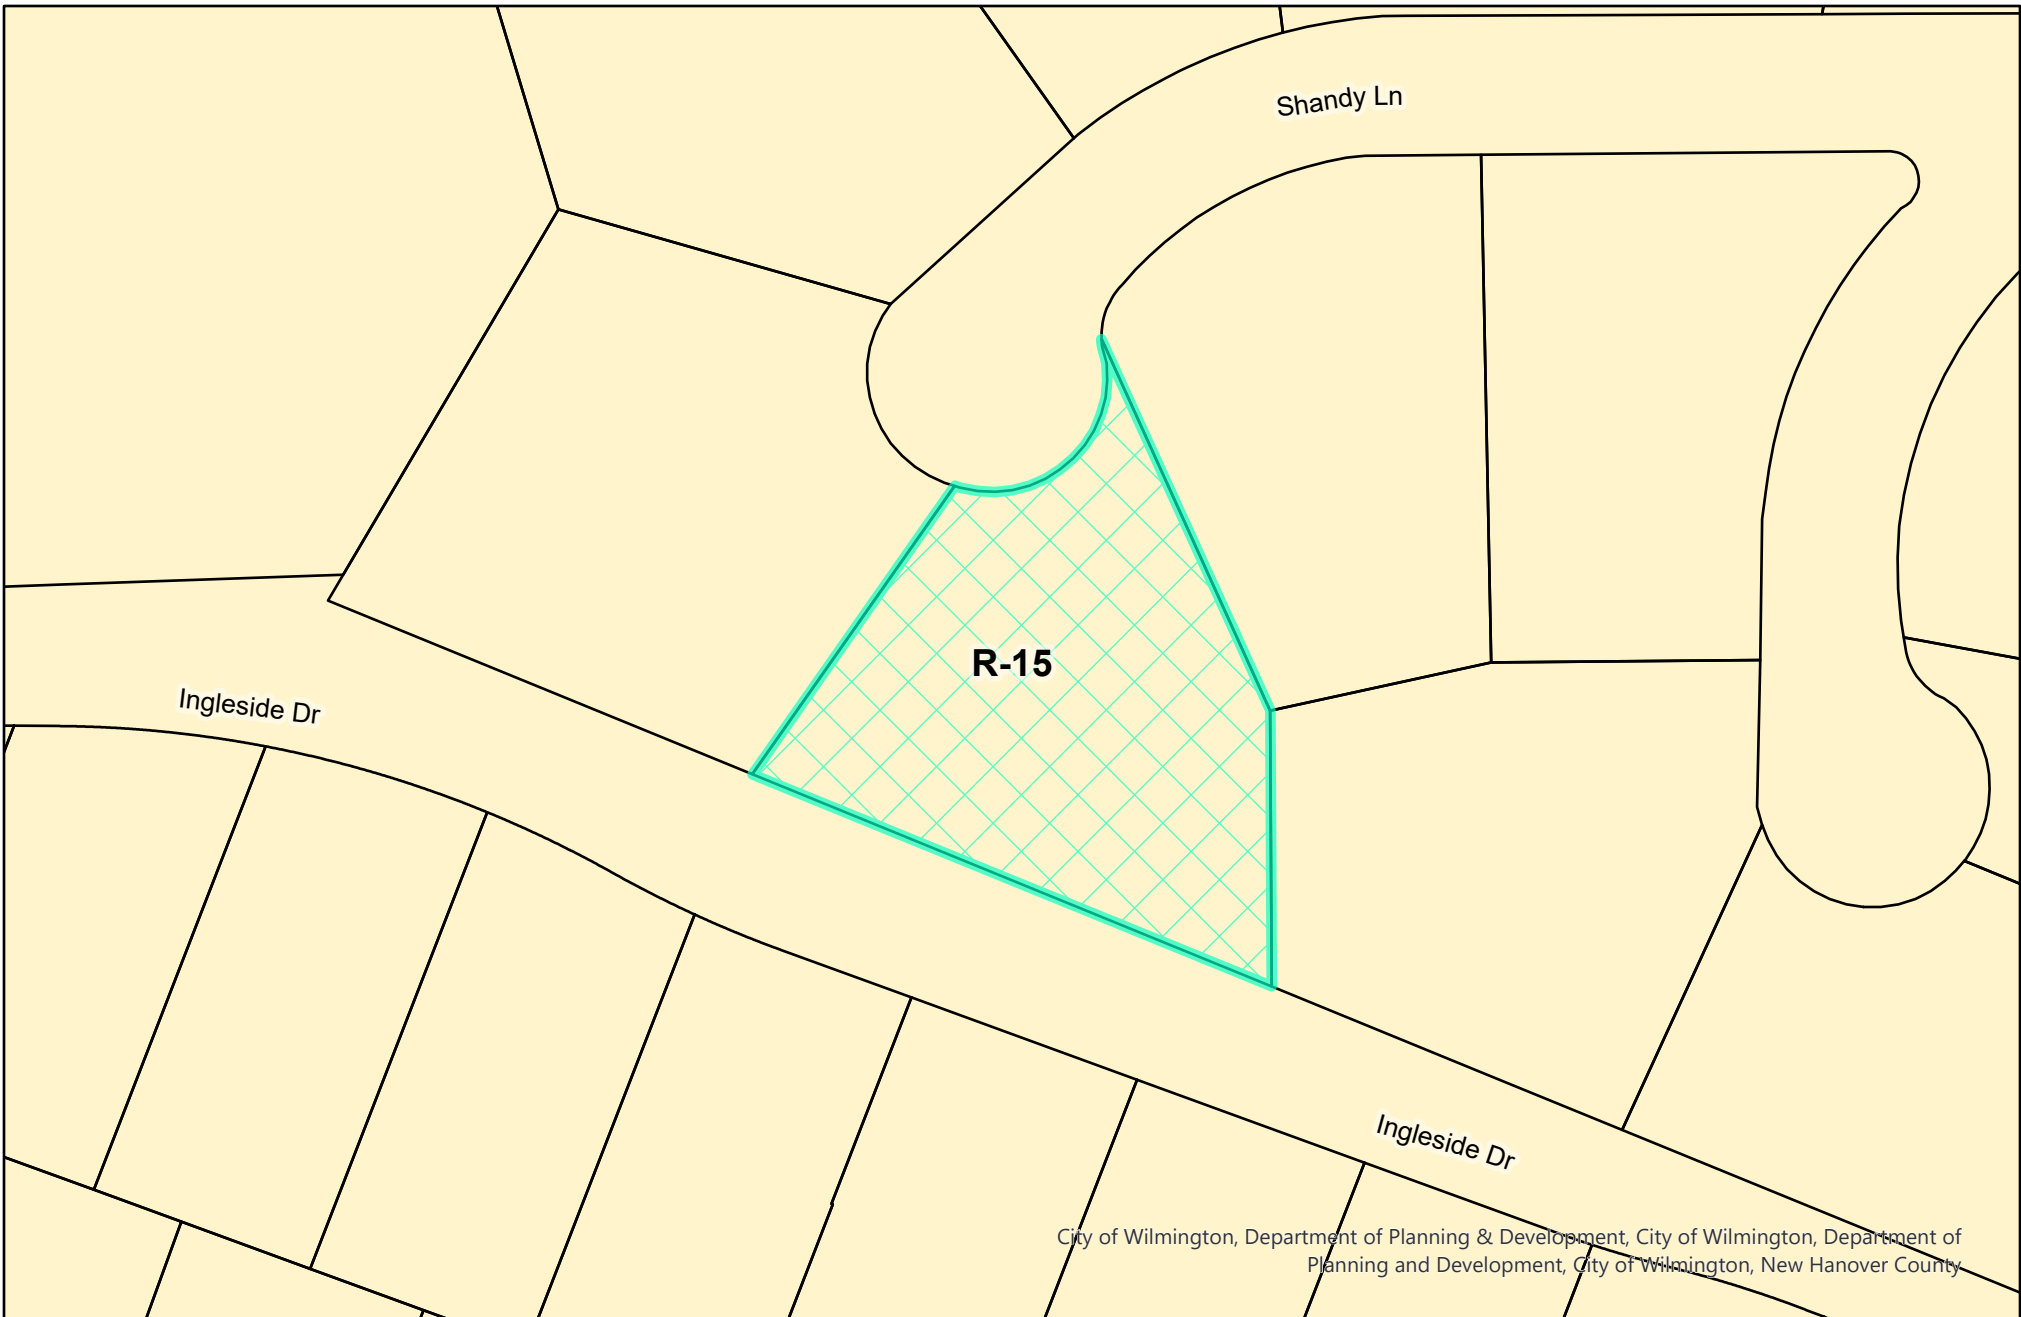 Shandy Ln
R-15
Ingleside Dr
Ingleside Dr
City of Wilmington, Department of Planning & Development, City of Wilmington, Department of
Planning and Development, City of Wilmington, New Hanover County